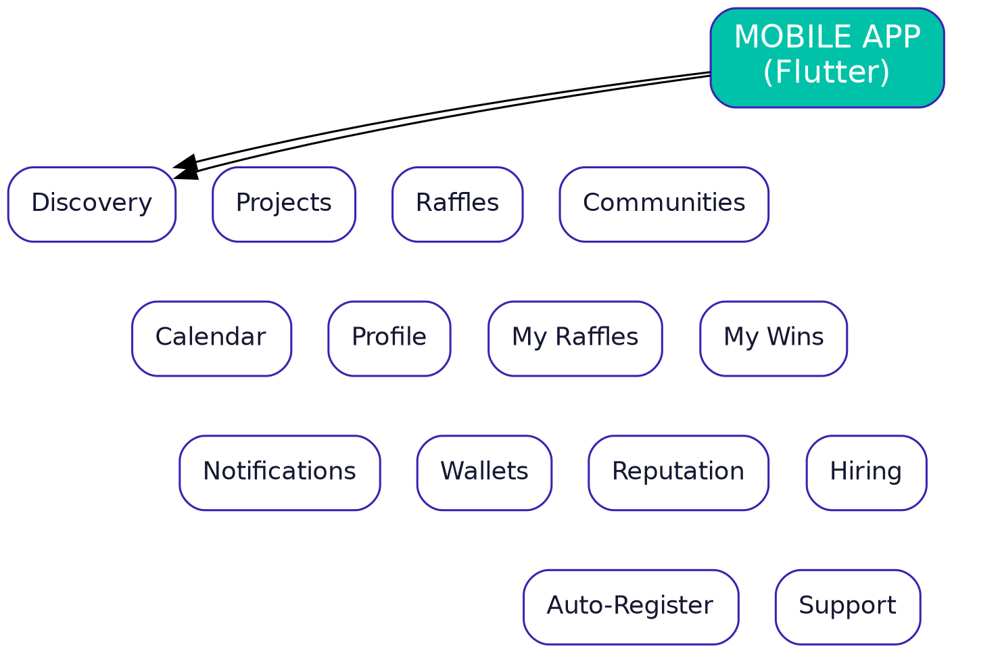 MOBILE APP
(Flutter)
Discovery
Projects
Raffles
Communities
Calendar
Profile
My Raffles
My Wins
Notifications
Wallets
Reputation
Hiring
Auto-Register
Support